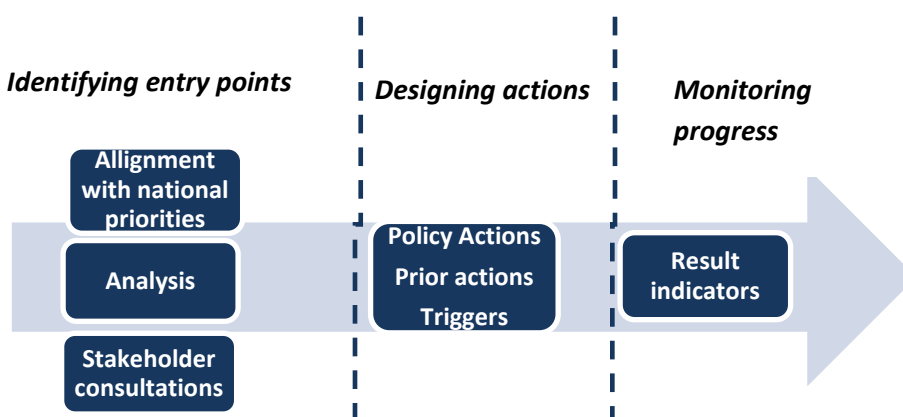 Identifying entry points
Designing actions
Monitoring
progress
Allignment
with national
priorities
Analysis
Stakeholder
consultations
Policy Actions
Prior actions
Triggers
Result
indicators